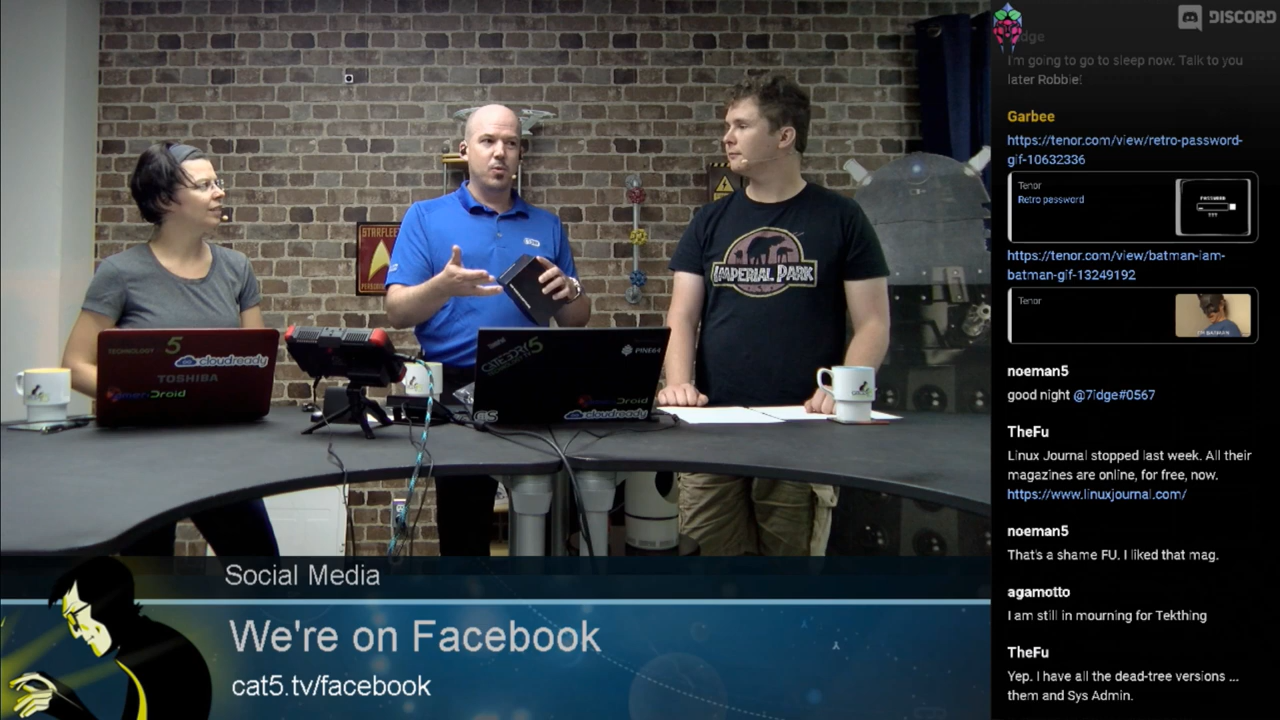 DISCORD
I'm going to go to sleep now. Talk to you
later Robbie!
Garbee
https://tenor.com/view/retro-password-
gif-10632336
Tenor
Retro password
PASSWORD
???
https://tenor.com/view/batman-iam-
batman-gif-13249192
Tenor
I'M BATMAN
noeman5
good night @7idge#0567
TheFu
Linux Journal stopped last week. All their
magazines are online, for free, now.
https://www.linuxjournal.com/
noeman5
That's a shame FU. I liked that mag.
agamotto
I am still in mourning for Tekthing
TheFu
Yep. I have all the dead-tree versions ...
them and Sys Admin.
STARFLEET
IMPERIAL PARK
TECHNOLOGY 5
cloudready
TOSHIBA
CATEGORY5
PINE64
cloudready
Social Media
We're on Facebook
cat5.tv/facebook